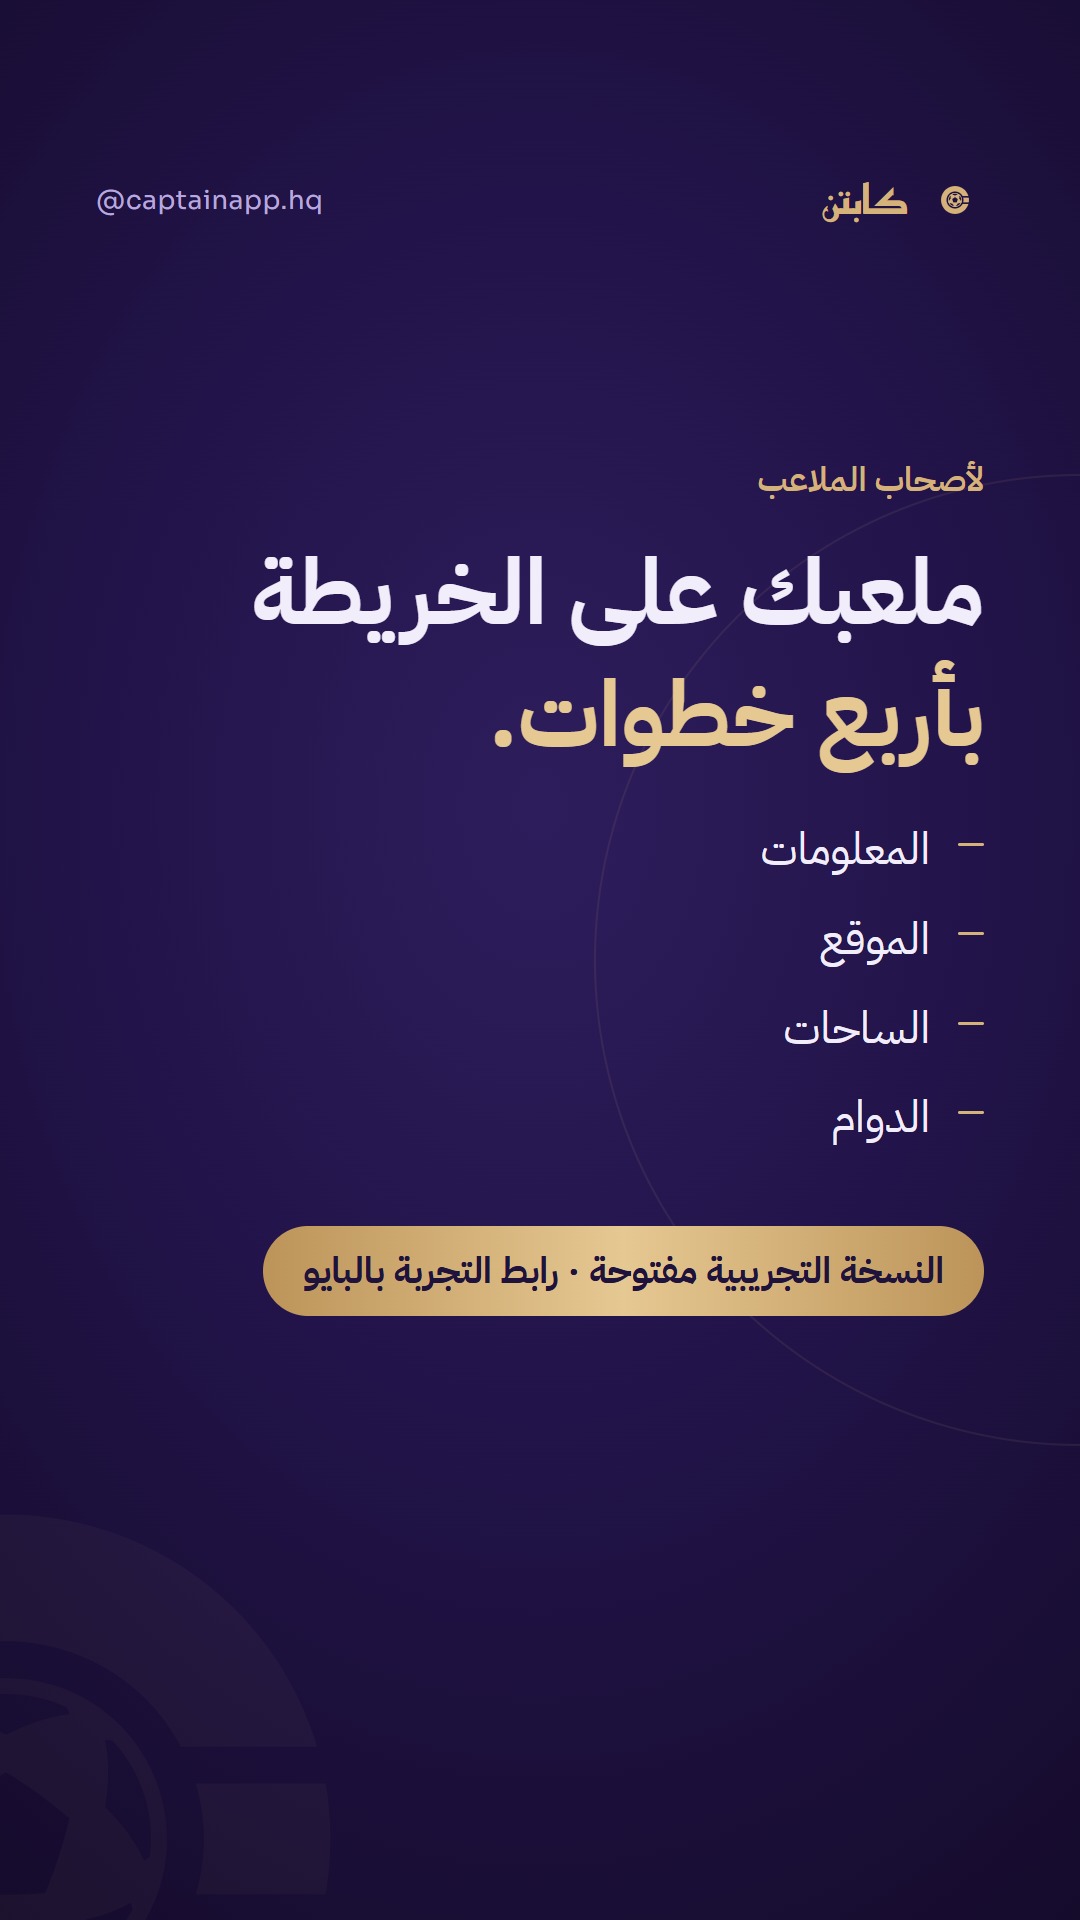 كابتن
@captainapp.hq
لأصحاب الملاعب
ملعبك على الخريطة
بأربع خطوات.
— المعلومات
— الموقع
— الساحات
— الدوام
النسخة التجريبية مفتوحة · رابط التجربة بالبايو